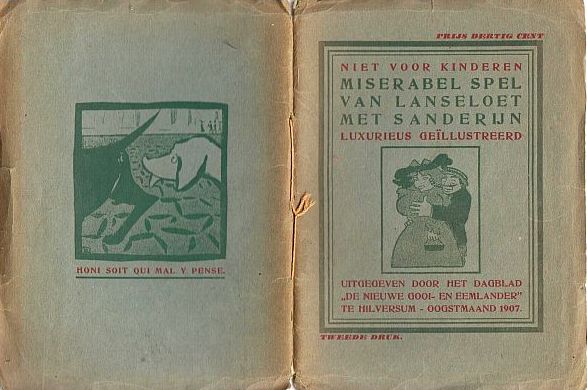 HONI SOIT QUI MAL Y PENSE.
PRIJS DERTIG CENT
NIET VOOR KINDEREN
MISERABEL SPEL
VAN LANSELOET
MET SANDERIJN
LUXURIEUS GEÏLLUSTREERD
UITGEGEVEN DOOR HET DAGBLAD
„DE NIEUWE GOOI- EN EEMLANDER”
TE HILVERSUM - OOGSTMAAND 1907.
TWEEDE DRUK.